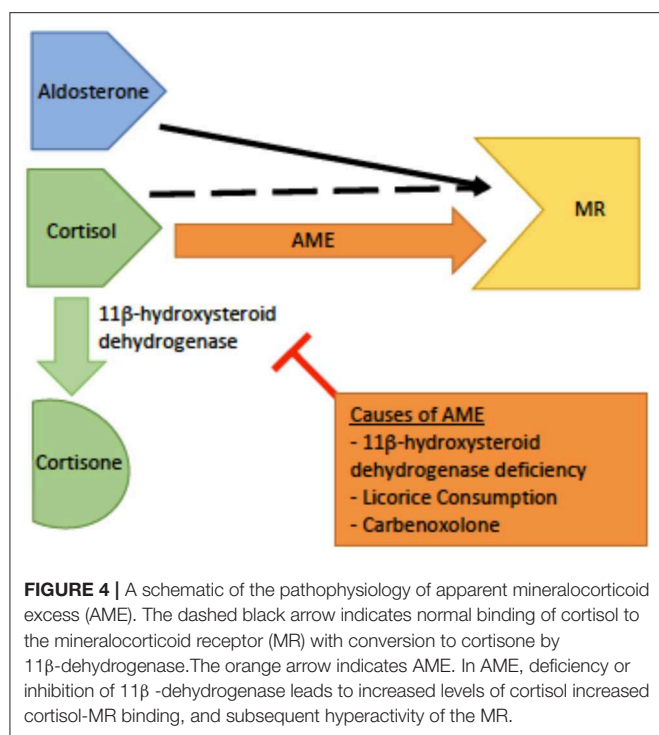 Aldosterone
Cortisol
AME
MR
11β-hydroxysteroid
dehydrogenase
Cortisone
Causes of AME
- 11β-hydroxysteroid
dehydrogenase deficiency
- Licorice Consumption
- Carbenoxolone
FIGURE 4 | A schematic of the pathophysiology of apparent mineralocorticoid
excess (AME). The dashed black arrow indicates normal binding of cortisol to
the mineralocorticoid receptor (MR) with conversion to cortisone by
11β-dehydrogenase.The orange arrow indicates AME. In AME, deficiency or
inhibition of 11β -dehydrogenase leads to increased levels of cortisol increased
cortisol-MR binding, and subsequent hyperactivity of the MR.